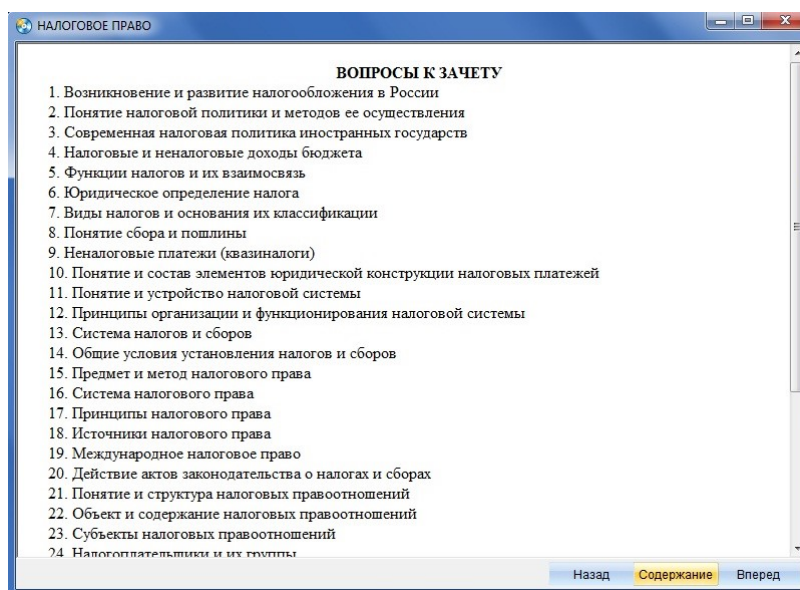 НАЛОГОВОЕ ПРАВО
ВОПРОСЫ К ЗАЧЕТУ
1. Возникновение и развитие налогообложения в России
2. Понятие налоговой политики и методов ее осуществления
3. Современная налоговая политика иностранных государств
4. Налоговые и неналоговые доходы бюджета
5. Функции налогов и их взаимосвязь
6. Юридическое определение налога
7. Виды налогов и основания их классификации
8. Понятие сбора и пошлины
9. Неналоговые платежи (квазиналоги)
10. Понятие и состав элементов юридической конструкции налоговых платежей
11. Понятие и устройство налоговой системы
12. Принципы организации и функционирования налоговой системы
13. Система налогов и сборов
14. Общие условия установления налогов и сборов
15. Предмет и метод налогового права
16. Система налогового права
17. Принципы налогового права
18. Источники налогового права
19. Международное налоговое право
20. Действие актов законодательства о налогах и сборах
21. Понятие и структура налоговых правоотношений
22. Объект и содержание налоговых правоотношений
23. Субъекты налоговых правоотношений
24. Налогоплательщики и их группы
Назад Содержание Вперед